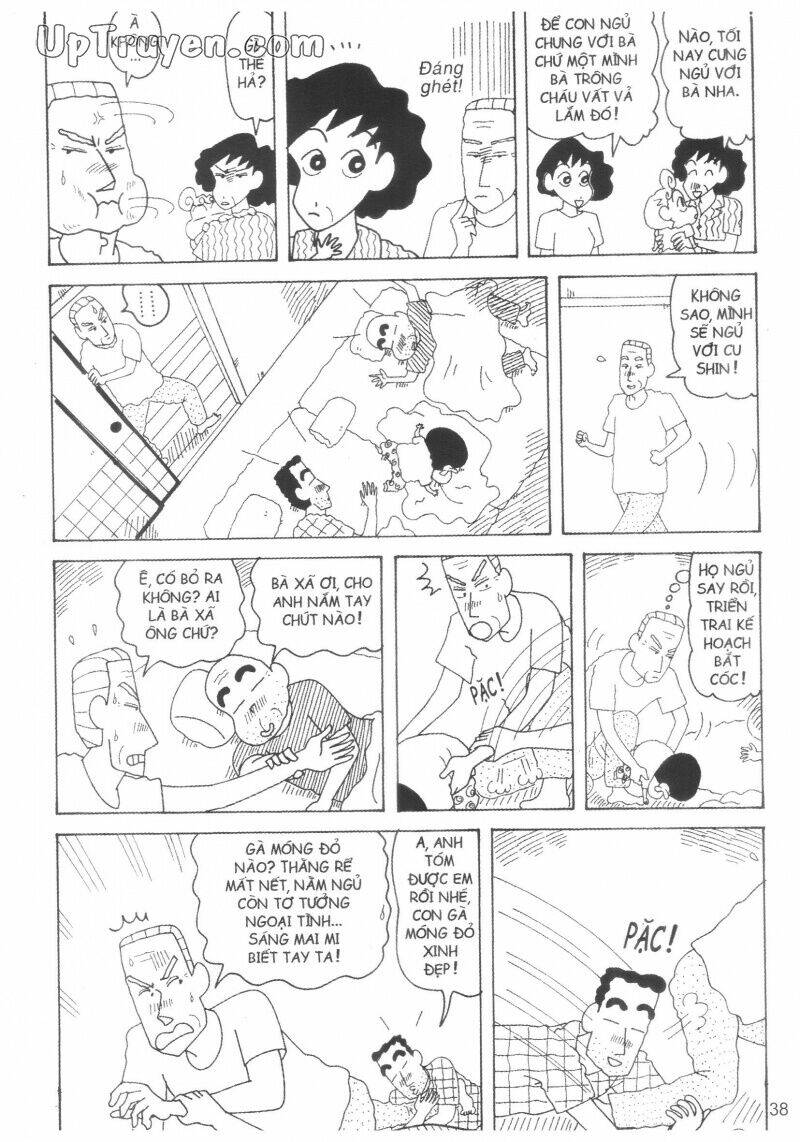 UpTruyen.com
NÀO, TỐI
NAY CƯNG
NGỦ VỚI
BÀ NHA.
ĐỂ CON NGỦ
CHUNG VỚI BÀ
CHỨ MỘT MÌNH
BÀ TRÔNG
CHÁU VẤT VẢ
LẮM ĐÓ!
Đáng
ghét!
GÌ
THẾ
HẢ?
À
KHÔNG
...
KHÔNG
SAO, MÌNH
SẼ NGỦ
VỚI CU
SHIN!
HỌ NGỦ
SAY RỒI,
TRIỂN
TRAI KẾ
HOẠCH
BẮT
CÓC!
PẶC!
BÀ XÃ ƠI, CHO
ANH NẮM TAY
CHÚT NÀO!
Ê, CÓ BỎ RA
KHÔNG? AI
LÀ BÀ XÃ
ÔNG CHỨ?
PẶC!
A, ANH
TÓM
ĐƯỢC EM
RỒI NHÉ,
CON GÀ
MÓNG ĐỎ
XINH
ĐẸP!
GÀ MÓNG ĐỎ
NÀO? THẰNG RỂ
MẤT NẾT, NẰM NGỦ
CÒN TƠ TƯỞNG
NGOẠI TÌNH...
SÁNG MAI MI
BIẾT TAY TA!
38